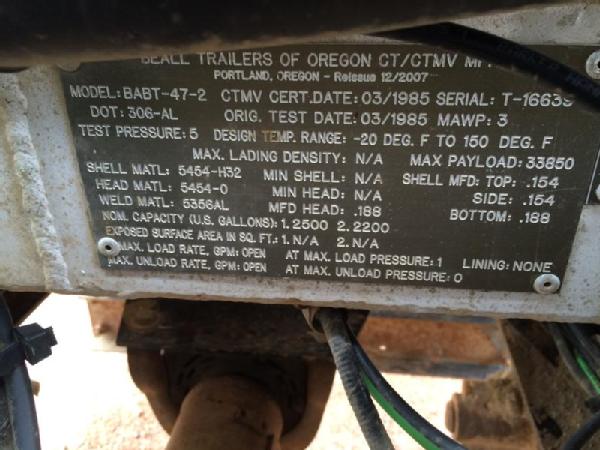 BEALL TRAILERS OF OREGON CT/CTMV
PORTLAND, OREGON - Reissue 12/2007
MODEL: BABT-47-2 CTMV CERT.DATE: 03/1985 SERIAL: T-16639
DOT: 306-AL ORIG. TEST DATE: 03/1985 MAWP: 3
TEST PRESSURE: 5 DESIGN TEMP. RANGE: -20 DEG. F TO 150 DEG. F
MAX. LADING DENSITY: N/A MAX PAYLOAD: 33850
SHELL MATL: 5454-H32 MIN SHELL: N/A SHELL MFD: TOP: .154
HEAD MATL: 5454-0 MIN HEAD: N/A SIDE: .154
WELD MATL: 5356AL MFD HEAD: .188 BOTTOM: .188
NOM. CAPACITY (U.S. GALLONS): 1. 2500 2. 2200
EXPOSED SURFACE AREA IN SQ. FT.: 1. N/A 2. N/A
MAX. LOAD RATE, GPM: OPEN AT MAX. LOAD PRESSURE: 1 LINING: NONE
MAX. UNLOAD RATE, GPM: OPEN AT MAX. UNLOAD PRESSURE: 0